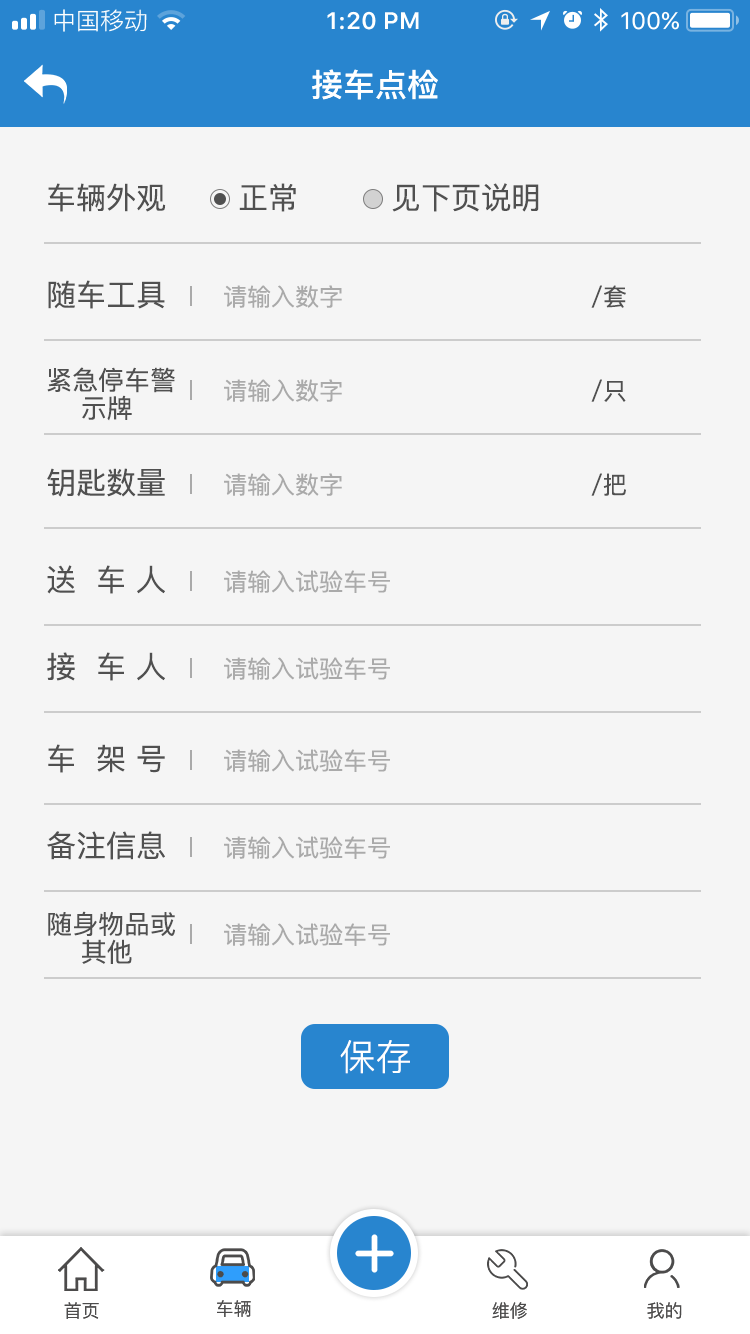 中国移动 1:20 PM 100%
接车点检
车辆外观 正常 见下页说明
随车工具 | 请输入数字 /套
紧急停车警
示牌 | 请输入数字 /只
钥匙数量 | 请输入数字 /把
送 车 人 | 请输入试验车号
接 车 人 | 请输入试验车号
车 架 号 | 请输入试验车号
备注信息 | 请输入试验车号
随身物品或
其他 | 请输入试验车号
保存
首页 车辆 维修 我的